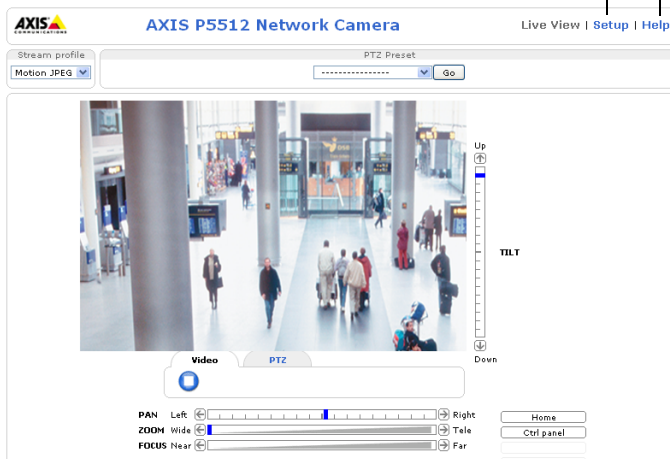 AXIS
COMMUNICATIONS
AXIS P5512 Network Camera
Live View | Setup | Help
Stream profile
PTZ Preset
Motion JPEG
----------------
Go
Up
TILT
Down
Video
PTZ
PAN Left Right
Home
ZOOM Wide Tele
Ctrl panel
FOCUS Near Far